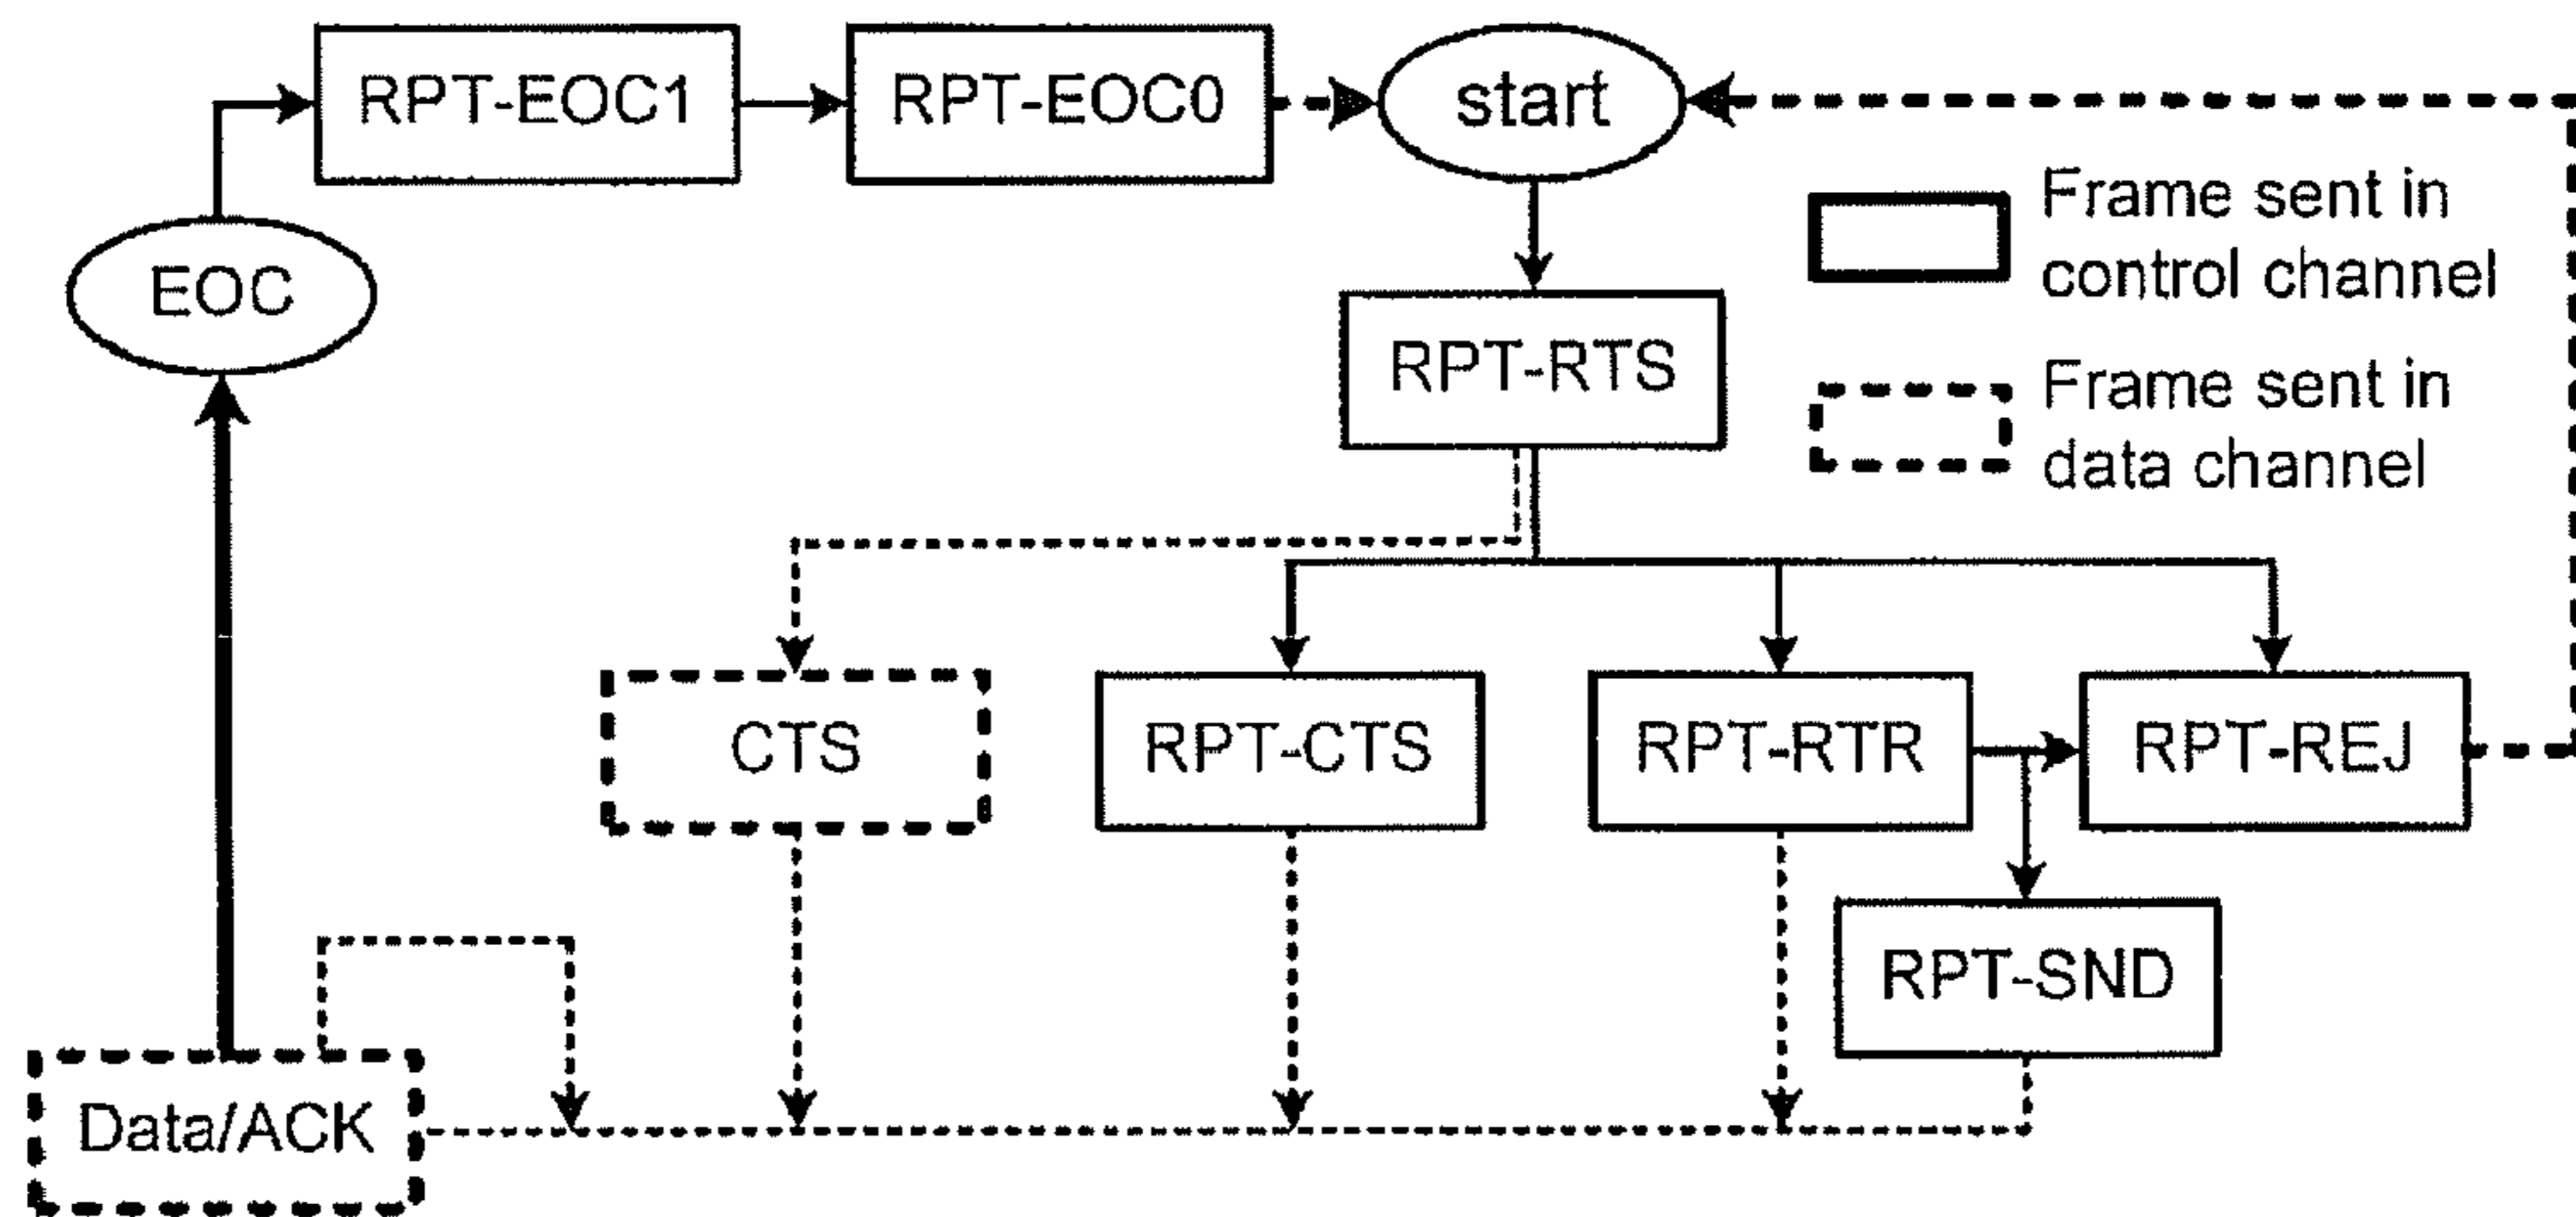 RPT-EOC1
RPT-EOC0
start
Frame sent in
control channel
EOC
RPT-RTS
Frame sent in
data channel
CTS
RPT-CTS
RPT-RTR
RPT-REJ
RPT-SND
Data/ACK